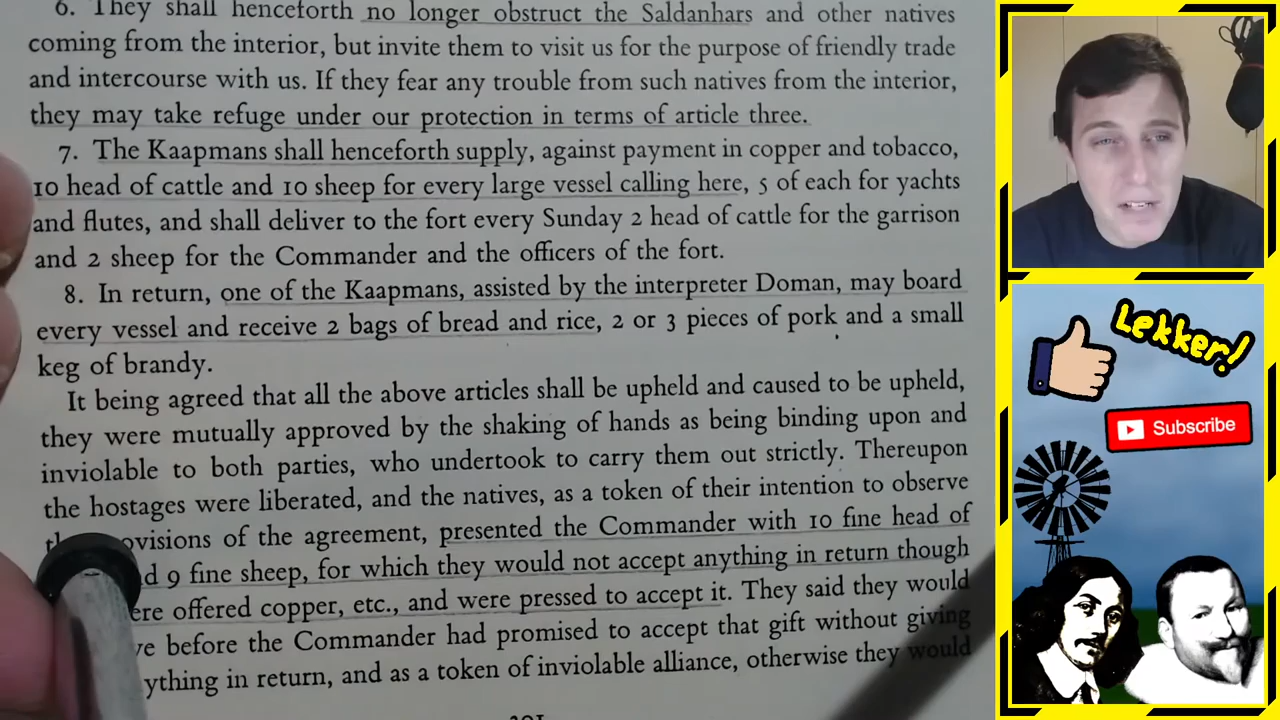 6. They shall henceforth no longer obstruct the Saldanhars and other natives
coming from the interior, but invite them to visit us for the purpose of friendly trade
and intercourse with us. If they fear any trouble from such natives from the interior,
they may take refuge under our protection in terms of article three.
7. The Kaapmans shall henceforth supply, against payment in copper and tobacco,
10 head of cattle and 10 sheep for every large vessel calling here, 5 of each for yachts
and flutes, and shall deliver to the fort every Sunday 2 head of cattle for the garrison
and 2 sheep for the Commander and the officers of the fort.
8. In return, one of the Kaapmans, assisted by the interpreter Doman, may board
every vessel and receive 2 bags of bread and rice, 2 or 3 pieces of pork and a small
keg of brandy.
It being agreed that all the above articles shall be upheld and caused to be upheld,
they were mutually approved by the shaking of hands as being binding upon and
inviolable to both parties, who undertook to carry them out strictly. Thereupon
the hostages were liberated, and the natives, as a token of their intention to observe
ovisions of the agreement, presented the Commander with 10 fine head of
d 9 fine sheep, for which they would not accept anything in return though
ere offered copper, etc., and were pressed to accept it. They said they would
ve before the Commander had promised to accept that gift without giving
ything in return, and as a token of inviolable alliance, otherwise they would
Lekker!
Subscribe